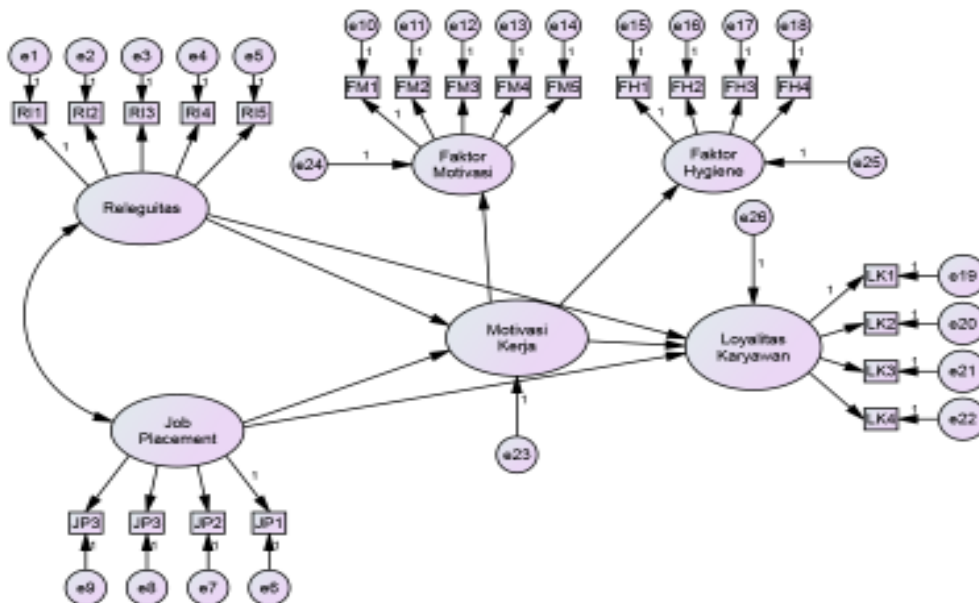 e10 e11 e12 e13 e14
e15 e16 e17 e18
e1 e2 e3 e4 e5
1 1 1 1 1
1 1 1 1
1 1 1 1 1
FM1 FM2 FM3 FM4 FM5
FH1 FH2 FH3 FH4
RI1 RI2 RI3 RI4 RI5
1
1
1
e24
1
Faktor
Motivasi
Faktor
Hygiene
1
e25
Releguitas
e26
1
LK1
1
e19
1
LK2
1
e20
Motivasi
Kerja
Loyalitas
Karyawan
LK3
1
e21
LK4
1
e22
1
e23
Job
Placement
1
JP3 JP3 JP2 JP1
1 1 1 1
e9 e8 e7 e6